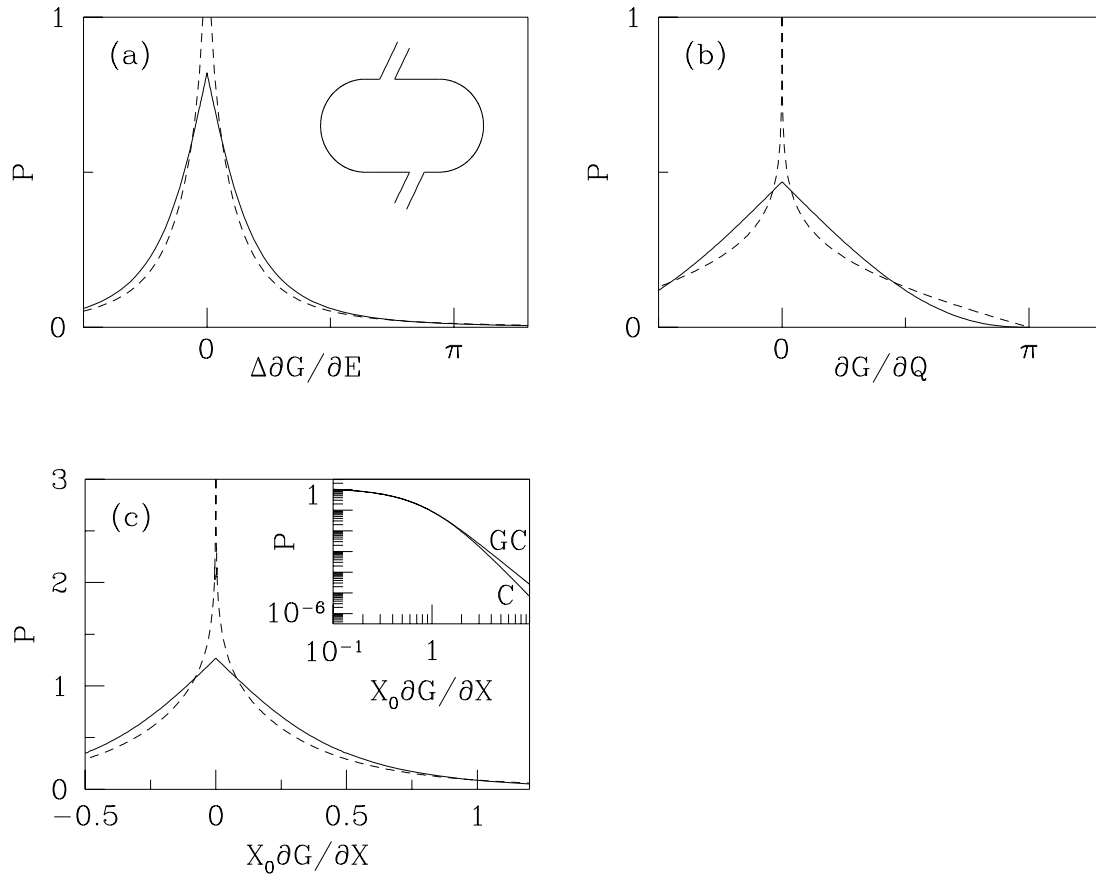 1
(a)
P
0
0
π
Δ∂G/∂E
1
(b)
P
0
0
π
∂G/∂Q
3
(c)
2
P
1
0
−0.5
0
0.5
1
X₀∂G/∂X
1
P
GC
C
10⁻⁶
10⁻¹
1
X₀∂G/∂X